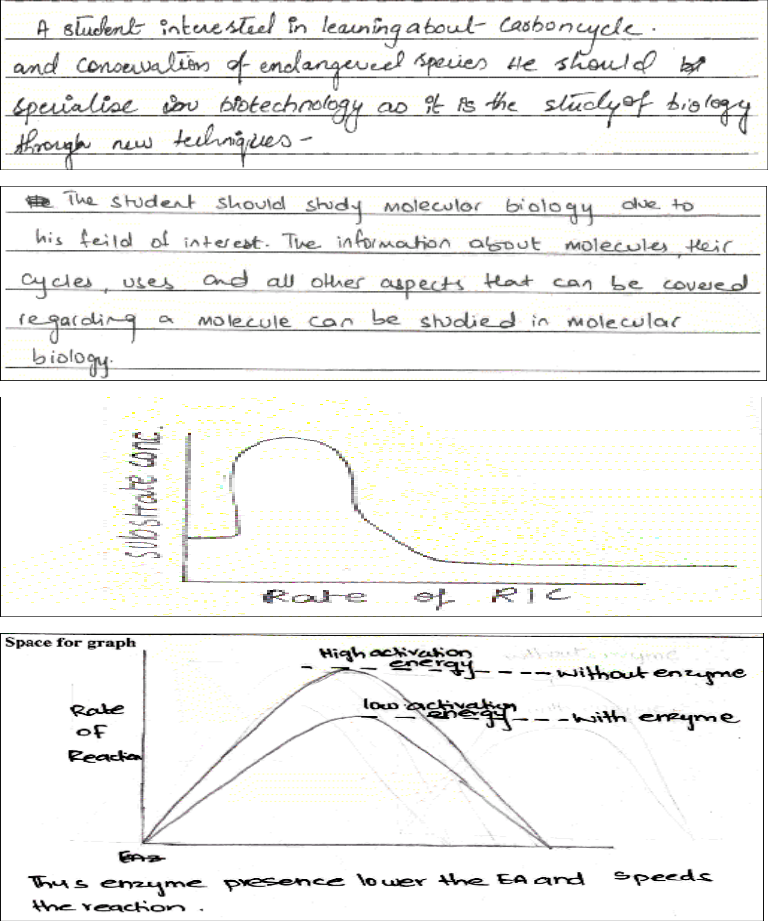 A student interested in learning about carboncycle.
and conservation of endangered species He should
specialise in biotechnology as it is the study of biology
through new techniques -
The student should study molecular biology due to
his feild of interest. The information about molecules, their
cycles, uses and all other aspects that can be covered
regarding a molecule can be studied in molecular
biology.
substrate conc.
Rate of R/C
Space for graph
High activation
energy
without enzyme
low activation
energy
with enzyme
Rate
OF
Reaction
Thus enzyme presence lower the EA and speeds
the reaction.